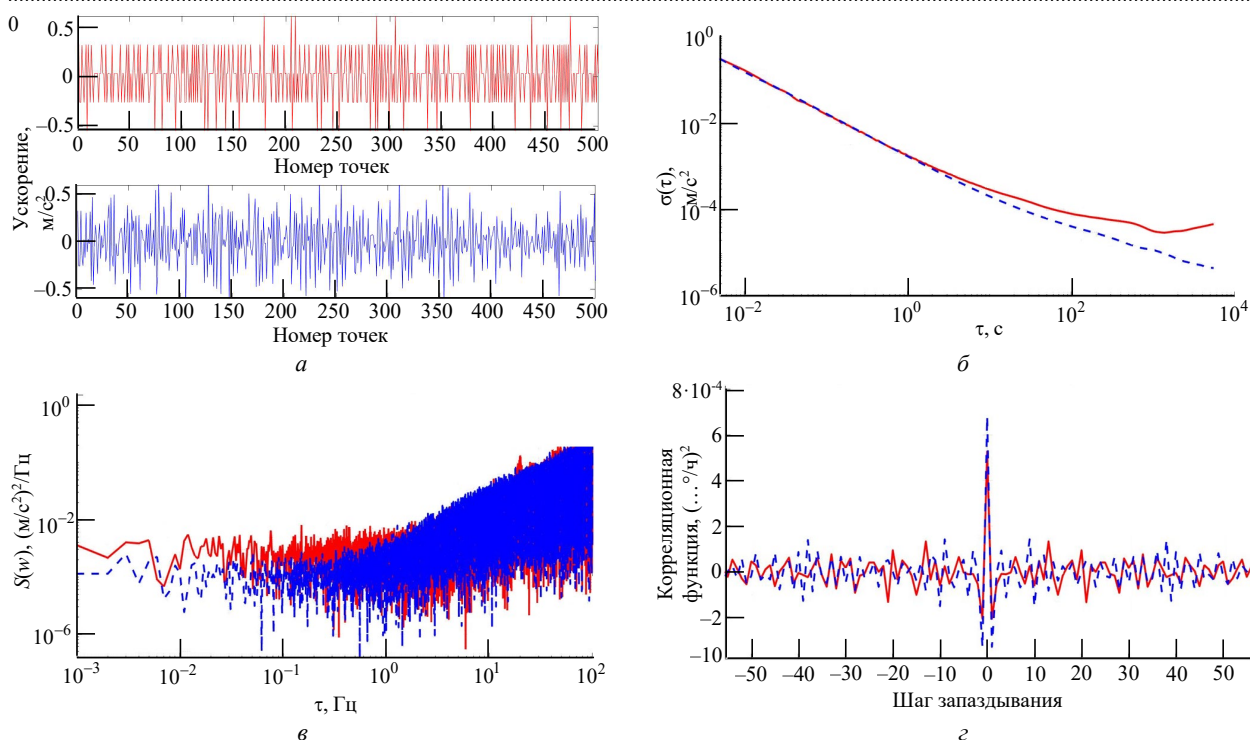 0
0.5
0
–0.5
0 50 100 150 200 250 300 350 400 450 500
Номер точек
Ускорение,
м/с²
0.5
0
–0.5
0 50 100 150 200 250 300 350 400 450 500
Номер точек
а
10⁰
10⁻²
10⁻⁴
10⁻⁶
σ(τ),
м/с²
10⁻² 10⁰ 10² 10⁴
τ, с
б
10⁰
10⁻²
10⁻⁶
S(w), (м/с²)²/Гц
10⁻³ 10⁻² 10⁻¹ 10⁰ 10¹ 10²
τ, Гц
в
8·10⁻⁴
6
4
2
0
–2
–10
Корреляционная
функция, (…°/ч)²
–50 –40 –30 –20 –10 0 10 20 30 40 50
Шаг запаздывания
г